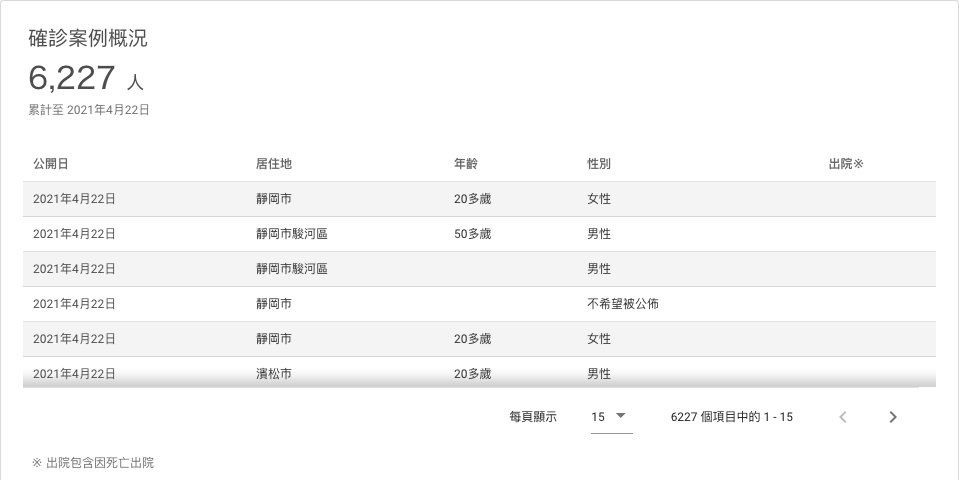 確診案例概況
6,227 人
累計至 2021年4月22日
公開日 居住地 年齡 性別 出院※
2021年4月22日 靜岡市 20多歲 女性
2021年4月22日 靜岡市駿河區 50多歲 男性
2021年4月22日 靜岡市駿河區 男性
2021年4月22日 靜岡市 不希望被公佈
2021年4月22日 靜岡市 20多歲 女性
2021年4月22日 濱松市 20多歲 男性
每頁顯示 15 6227 個項目中的 1 - 15
※ 出院包含因死亡出院